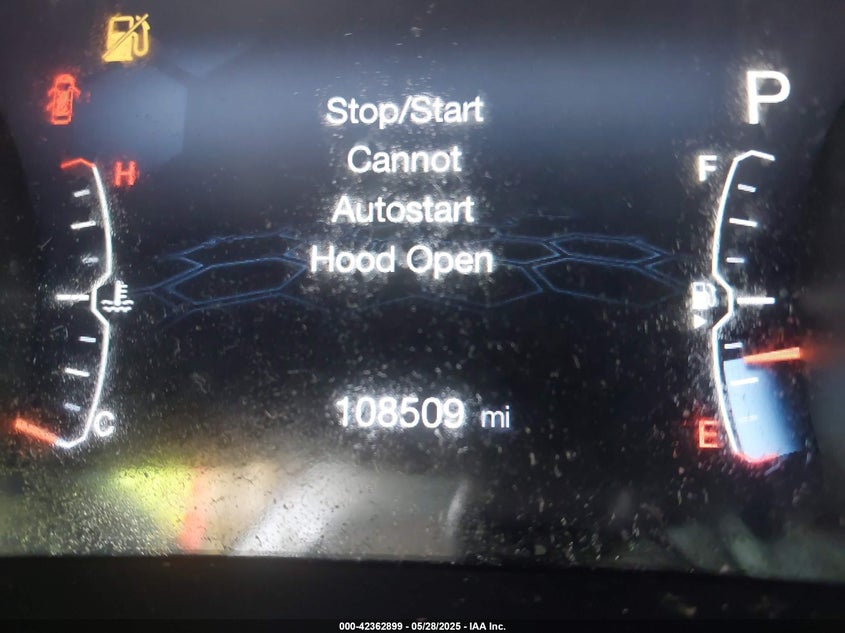 P
Stop/Start
Cannot
Autostart
Hood Open
H
F
C
E
108509 mi
000-42362899 - 05/28/2025 - IAA Inc.